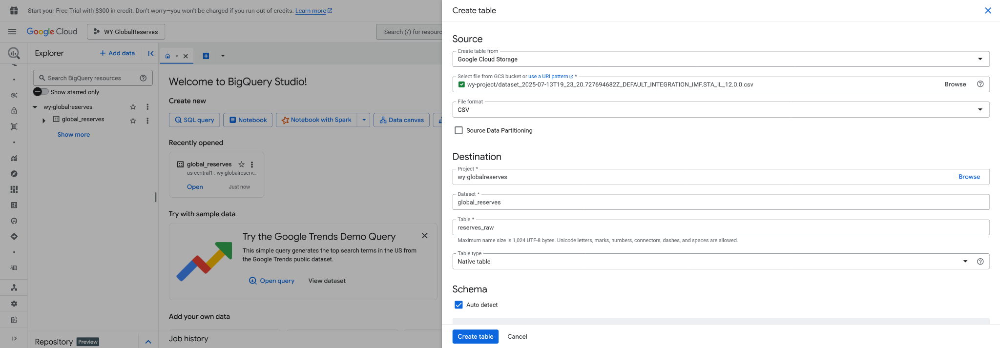 Start your Free Trial with $300 in credit. Don't worry—you won't be charged if you run out of credits. Learn more
Google Cloud
WY-GlobalReserves
Search (/) for resourc
Explorer
+ Add data
Search BigQuery resources
Show starred only
wy-globalreserves
global_reserves
Show more
Repository Preview
Welcome to BigQuery Studio!
Create new
SQL query
Notebook
Notebook with Spark
Data canvas
Recently opened
global_reserves
us-central1 : wy-globalreserv...
Open
Just now
Try with sample data
Try the Google Trends Demo Query
This simple query generates the top search terms in the US from
the Google Trends public dataset.
Open query
View dataset
Add your own data
Job history
Create table
Source
Create table from
Google Cloud Storage
Select file from GCS bucket or use a URI pattern *
wy-project/dataset_2025-07-13T19_23_20.727694682Z_DEFAULT_INTEGRATION_IMF.STA_IL_12.0.0.csv
Browse
File format
CSV
Source Data Partitioning
Destination
Project *
wy-globalreserves
Browse
Dataset *
global_reserves
Table *
reserves_raw
Maximum name size is 1,024 UTF-8 bytes. Unicode letters, marks, numbers, connectors, dashes, and spaces are allowed.
Table type
Native table
Schema
Auto detect
Create table
Cancel